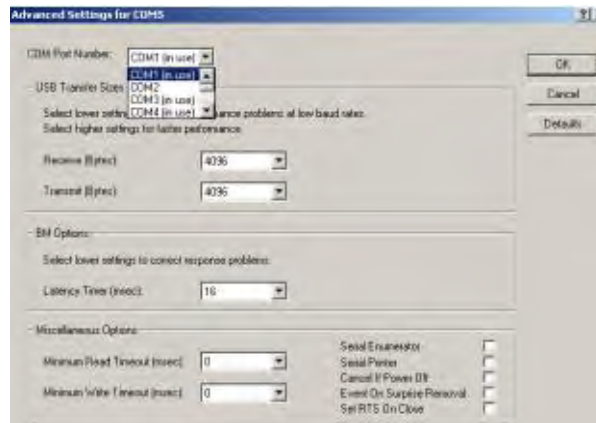 Advanced Settings for COM5
COM Port Number: COM1 (in use)
COM1 (in use)
COM2
COM3 (in use)
COM4 (in use)
OK
Cancel
Defaults
USB Transfer Sizes
Select lower performance problems at low baud rates.
Select higher settings for faster performance.
Receive (Bytes): 4096
Transmit (Bytes): 4096
BM Options
Select lower settings to correct response problems.
Latency Timer (msec): 16
Miscellaneous Options
Minimum Read Timeout (msec): 0
Minimum Write Timeout (msec): 0
Serial Enumerator
Serial Printer
Cancel If Power Off
Event On Surprise Removal
Set RTS On Close